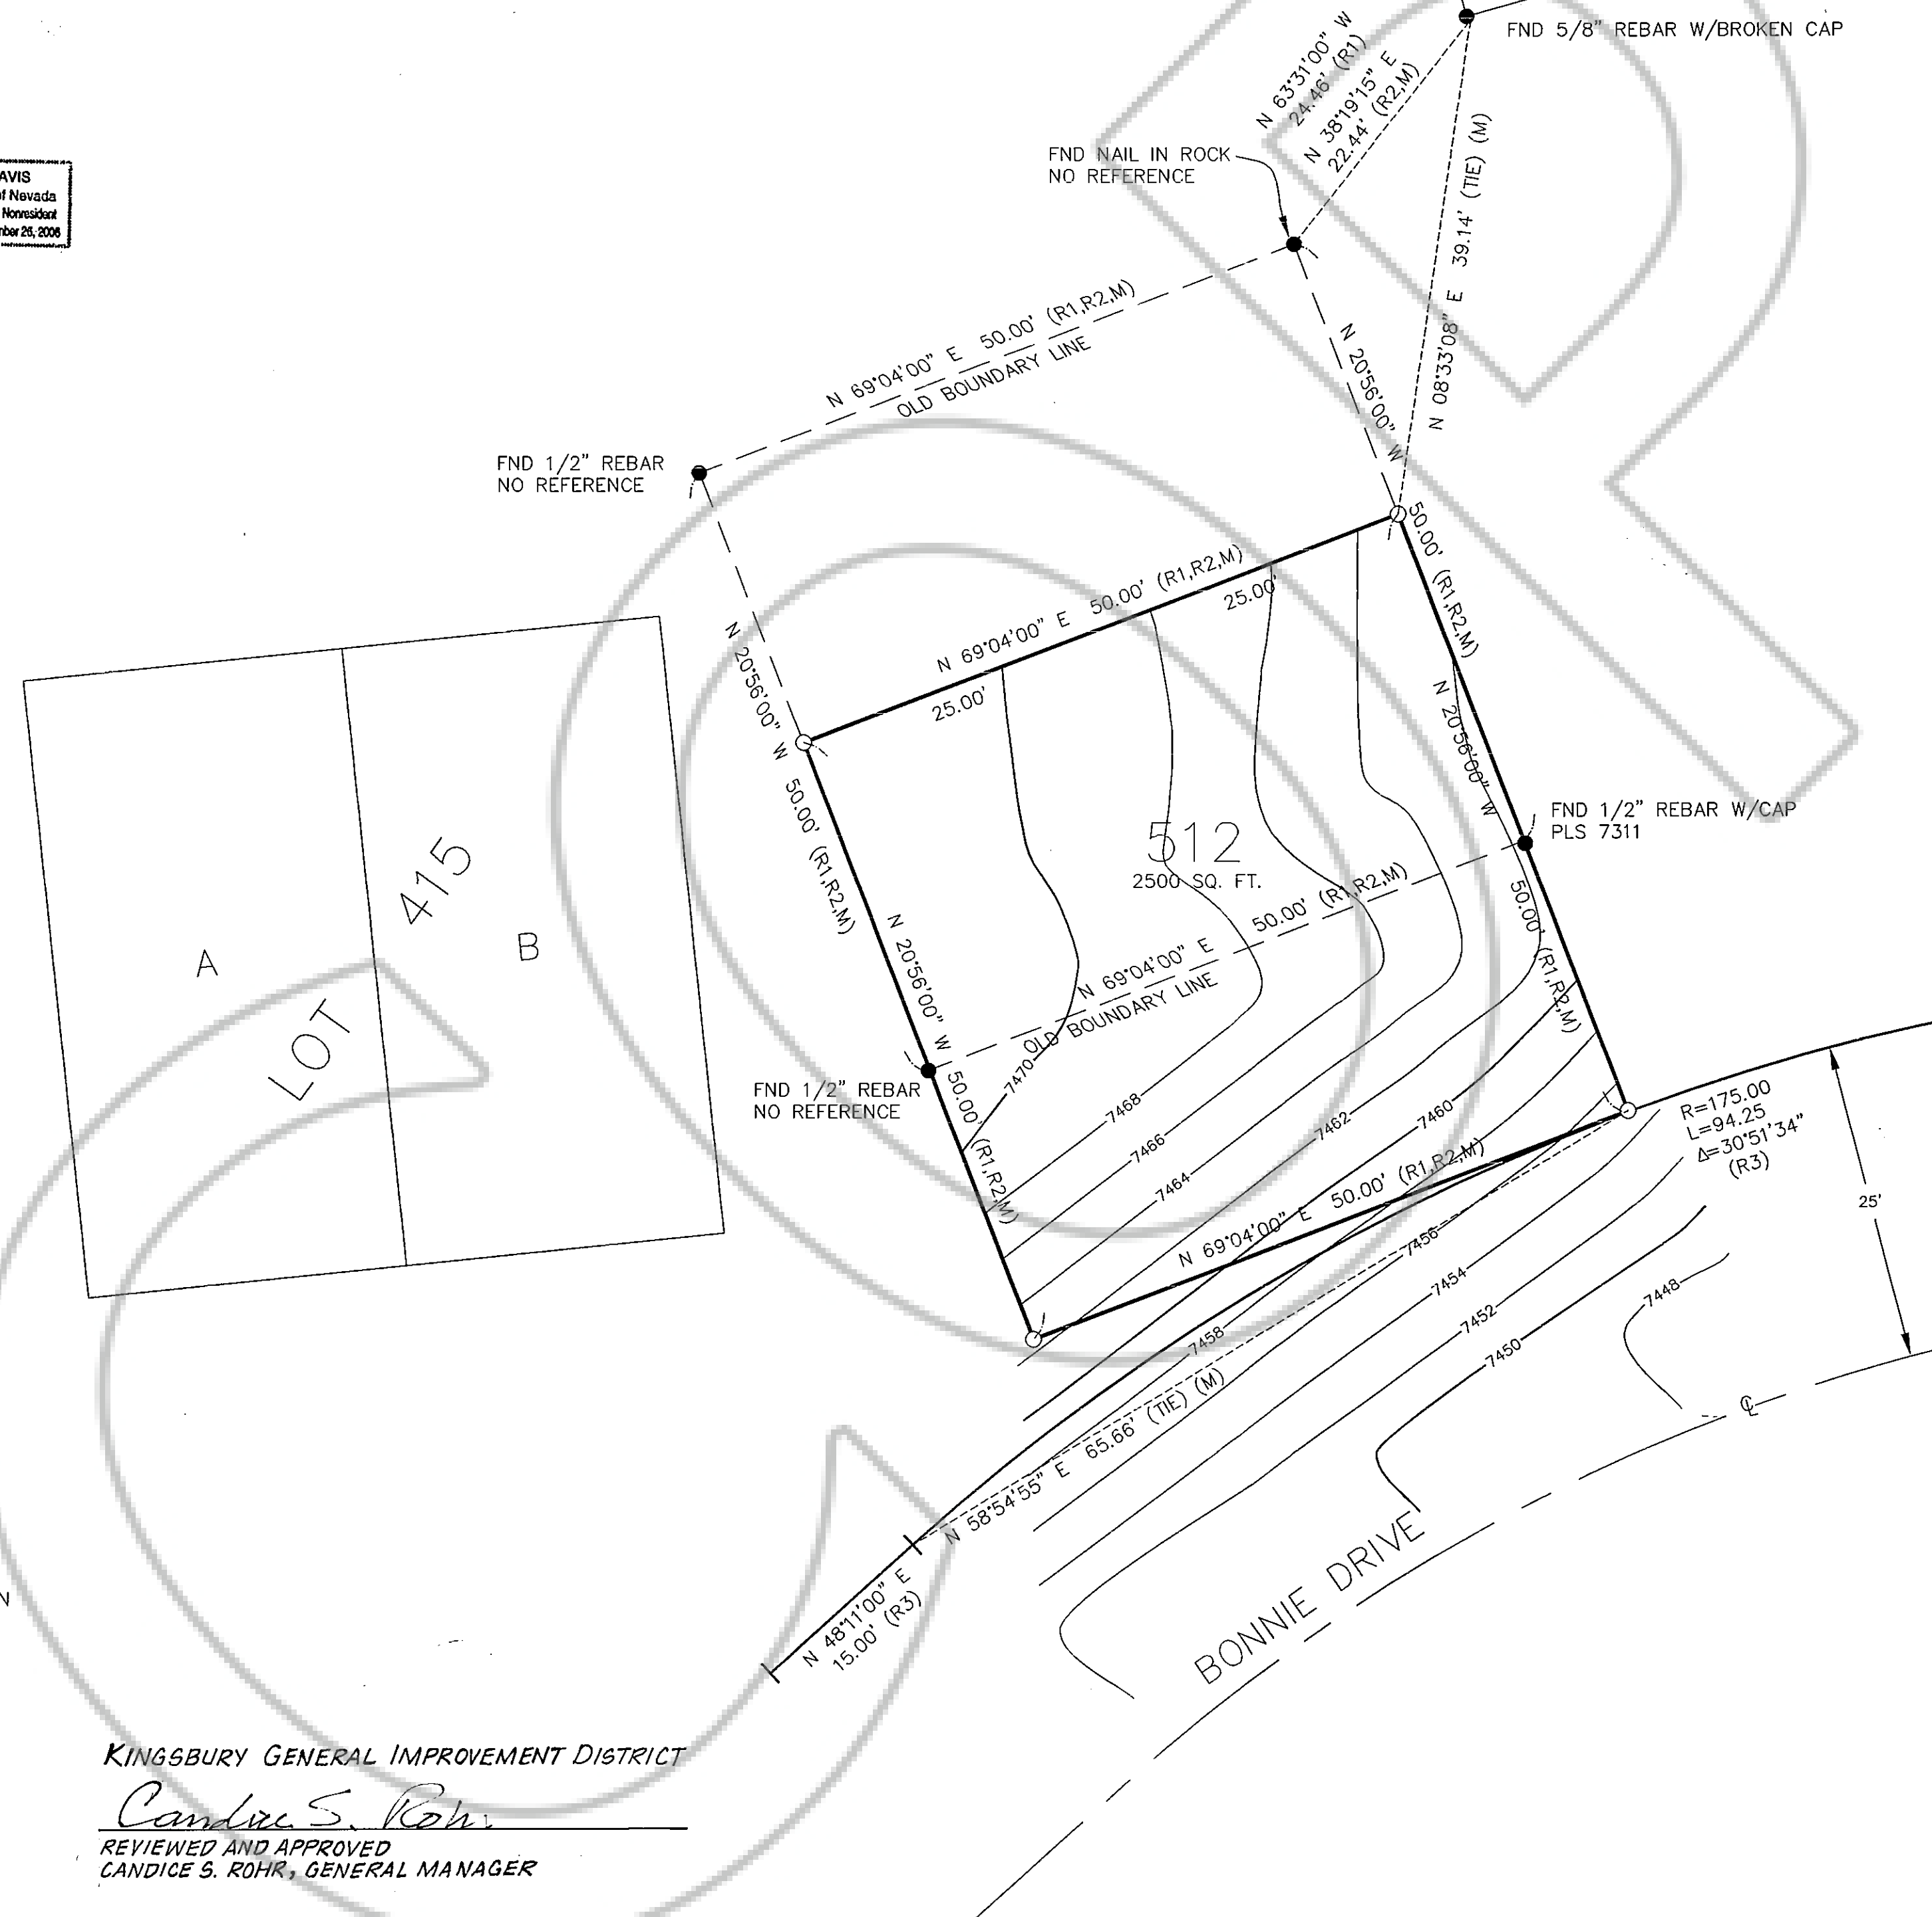 FND 5/8" REBAR W/BROKEN CAP
N 63°31'00" W
24.46' (R1)
N 38°19'15" E
22.44' (R2,M)
N 08°33'08" E 39.14' (TIE) (M)
FND NAIL IN ROCK
NO REFERENCE
AVIS
of Nevada
Nonresident
mber 26, 2006
N 69°04'00" E 50.00' (R1,R2,M)
OLD BOUNDARY LINE
N 20°56'00" W
50.00' (R1,R2,M)
FND 1/2" REBAR
NO REFERENCE
N 20°56'00" W
50.00' (R1,R2,M)
N 69°04'00" E 50.00' (R1,R2,M)
25.00'
25.00'
N 20°56'00" W
50.00' (R1,R2,M)
FND 1/2" REBAR W/CAP
PLS 7311
512
2500 SQ. FT.
N 69°04'00" E 50.00' (R1,R2,M)
OLD BOUNDARY LINE
A
LOT 415
B
N 20°56'00" W
50.00' (R1,R2,M)
FND 1/2" REBAR
NO REFERENCE
7470
7468
7466
7464
7462
7460
N 69°04'00" E 50.00' (R1,R2,M)
R=175.00
L=94.25
Δ=30°51'34"
(R3)
25'
7458
7456
7454
7452
7450
7448
N 58°54'55" E 65.66' (TIE) (M)
N 48°11'00" E
15.00' (R3)
BONNIE DRIVE
℄
N
KINGSBURY GENERAL IMPROVEMENT DISTRICT
Candice S. Rohr
REVIEWED AND APPROVED
CANDICE S. ROHR, GENERAL MANAGER